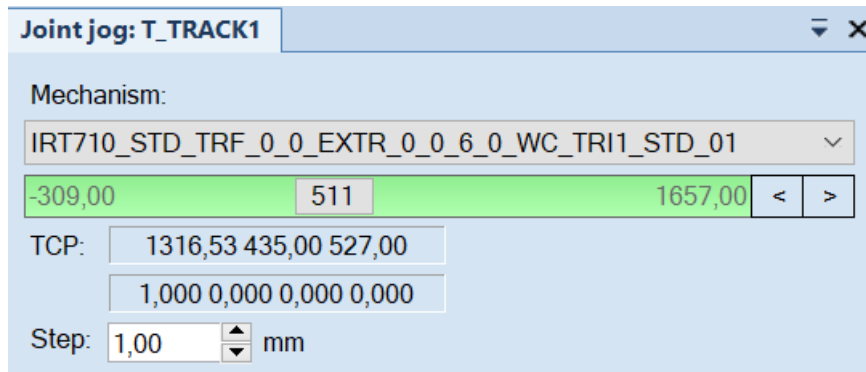 Joint jog: T_TRACK1
Mechanism:
IRT710_STD_TRF_0_0_EXTR_0_0_6_0_WC_TRI1_STD_01
-309,00 511 1657,00 < >
TCP: 1316,53 435,00 527,00
1,000 0,000 0,000 0,000
Step: 1,00 mm